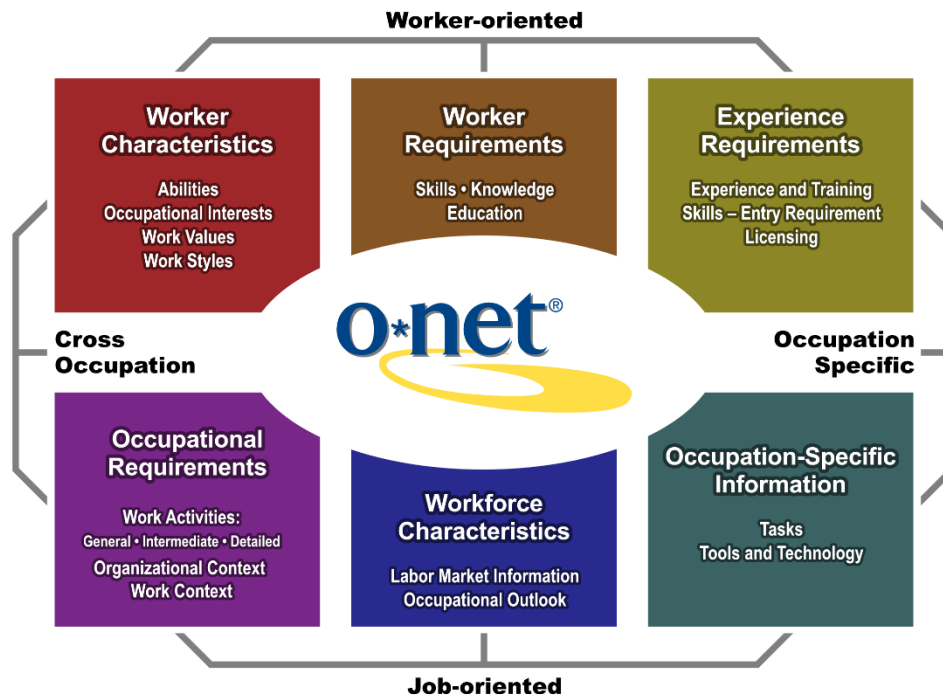 Worker-oriented
Worker
Characteristics
Abilities
Occupational Interests
Work Values
Work Styles
Worker
Requirements
Skills • Knowledge
Education
Experience
Requirements
Experience and Training
Skills – Entry Requirement
Licensing
o*net®
Cross
Occupation
Occupation
Specific
Occupational
Requirements
Work Activities:
General • Intermediate • Detailed
Organizational Context
Work Context
Workforce
Characteristics
Labor Market Information
Occupational Outlook
Occupation-Specific
Information
Tasks
Tools and Technology
Job-oriented